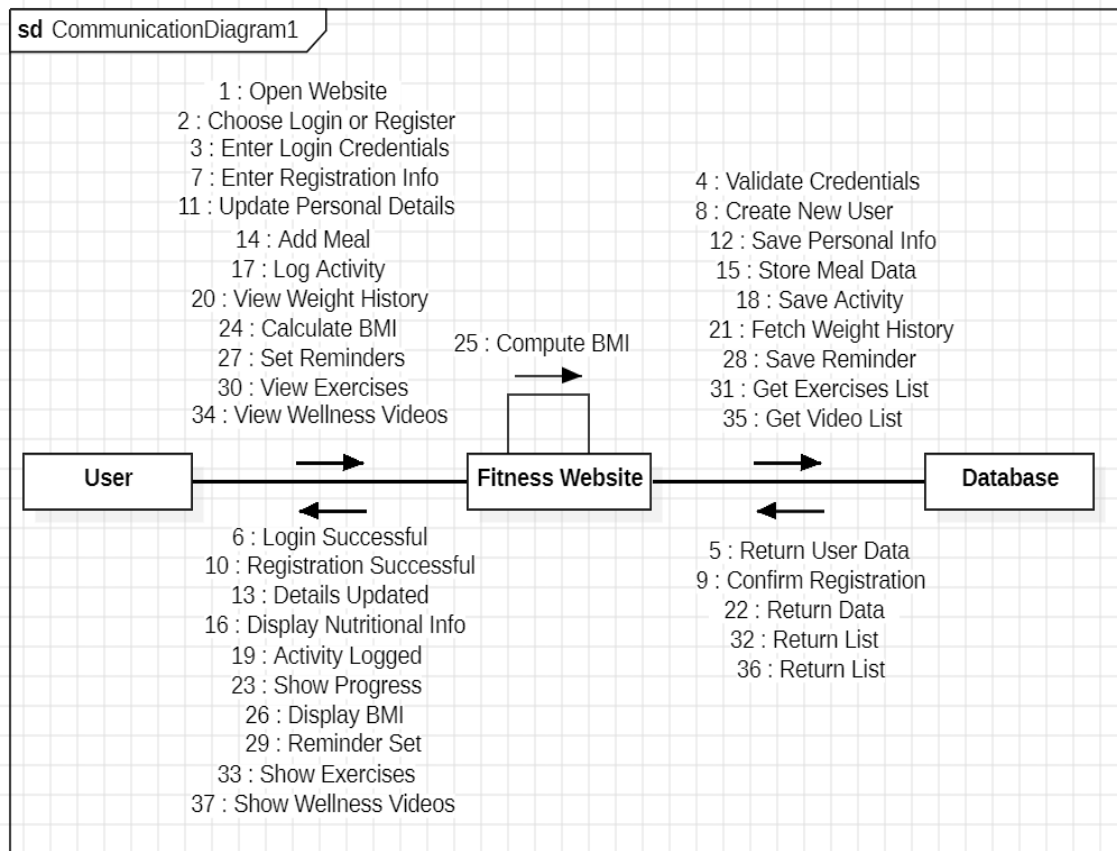 sd CommunicationDiagram1
1 : Open Website
2 : Choose Login or Register
3 : Enter Login Credentials
7 : Enter Registration Info
11 : Update Personal Details
14 : Add Meal
17 : Log Activity
20 : View Weight History
24 : Calculate BMI
27 : Set Reminders
30 : View Exercises
34 : View Wellness Videos
25 : Compute BMI
4 : Validate Credentials
8 : Create New User
12 : Save Personal Info
15 : Store Meal Data
18 : Save Activity
21 : Fetch Weight History
28 : Save Reminder
31 : Get Exercises List
35 : Get Video List
User
Fitness Website
Database
6 : Login Successful
10 : Registration Successful
13 : Details Updated
16 : Display Nutritional Info
19 : Activity Logged
23 : Show Progress
26 : Display BMI
29 : Reminder Set
33 : Show Exercises
37 : Show Wellness Videos
5 : Return User Data
9 : Confirm Registration
22 : Return Data
32 : Return List
36 : Return List